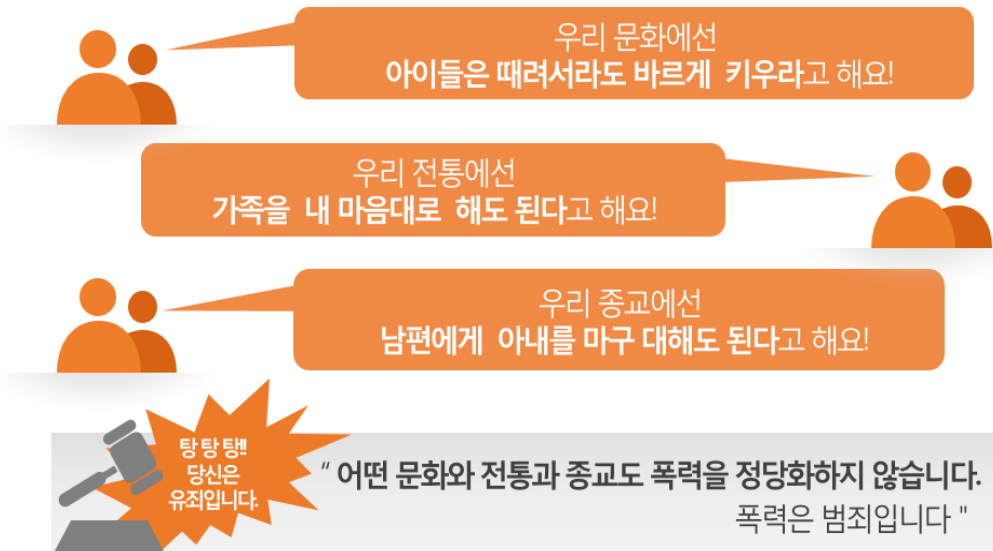 우리 문화에선
아이들은 때려서라도 바르게 키우라고 해요!
우리 전통에선
가족을 내 마음대로 해도 된다고 해요!
우리 종교에선
남편에게 아내를 마구 대해도 된다고 해요!
탕 탕 탕!!
당신은
유죄입니다.
“ 어떤 문화와 전통과 종교도 폭력을 정당화하지 않습니다.
폭력은 범죄입니다 "